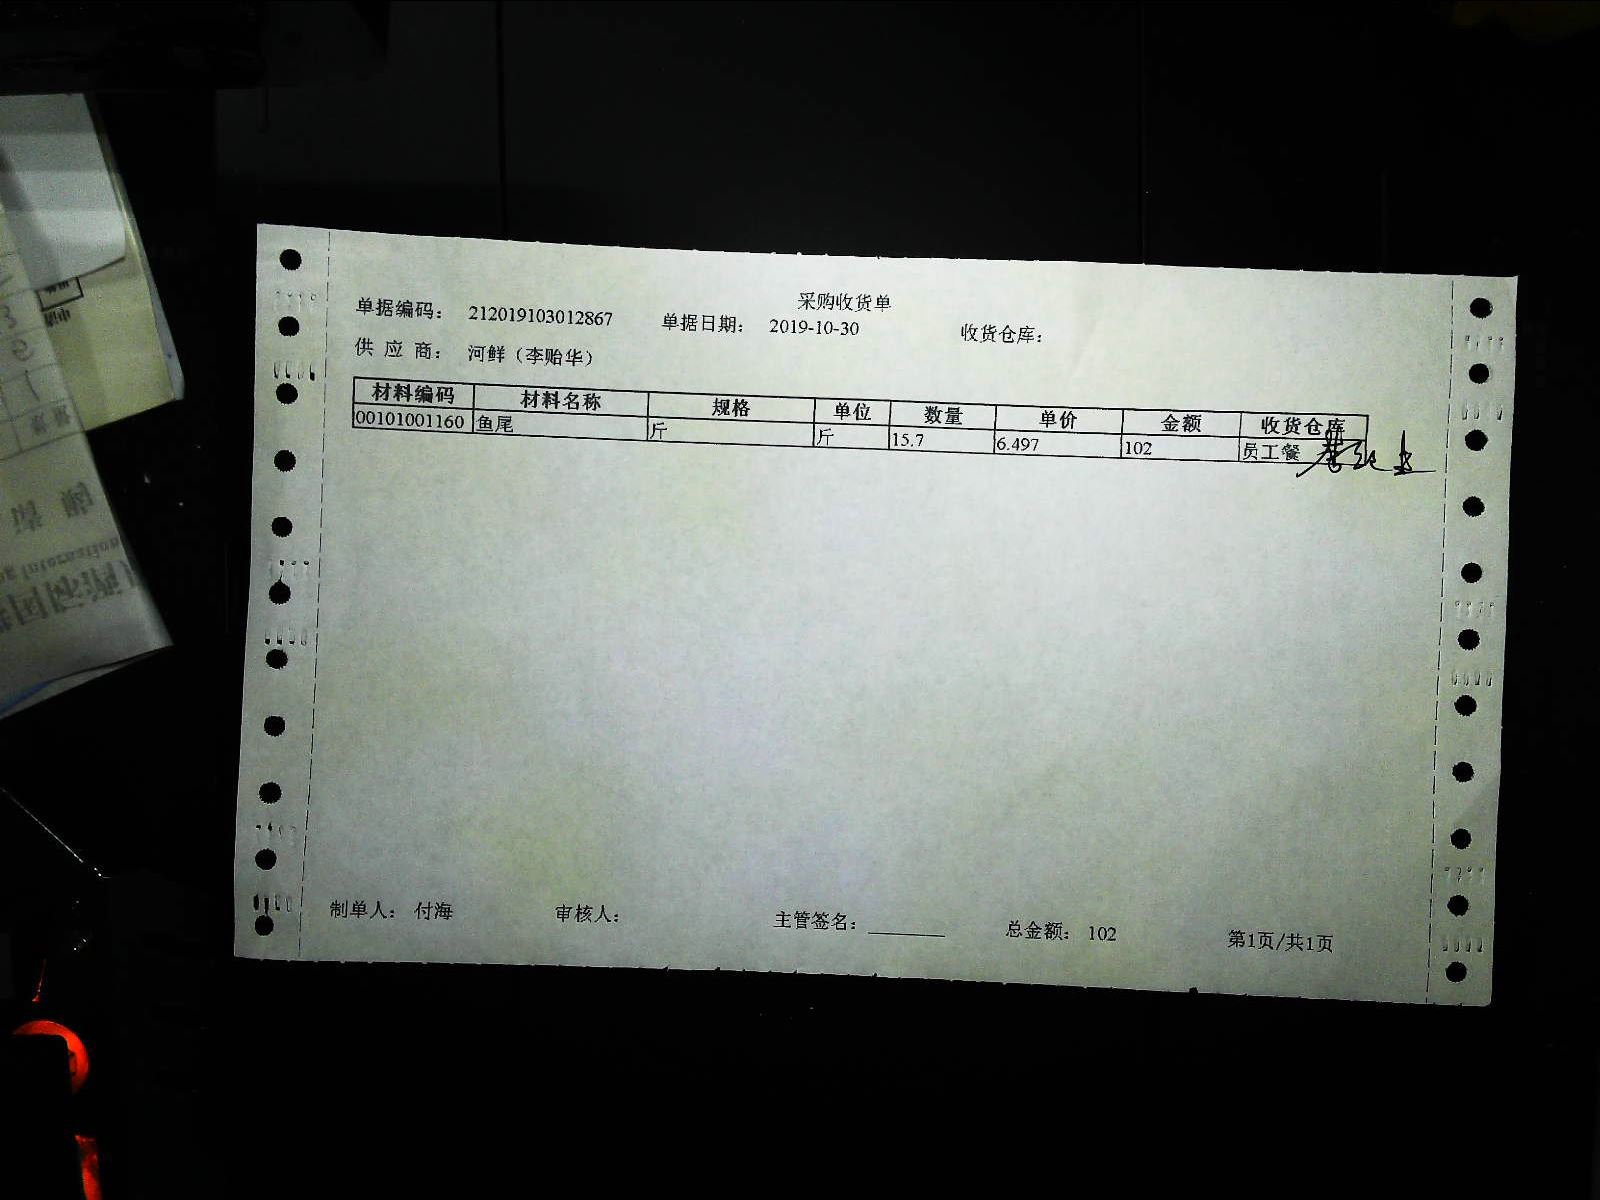 采购收货单
单据编码： 212019103012867 单据日期： 2019-10-30 收货仓库：
供 应 商： 河鲜（李贻华）
材料编码 材料名称 规格 单位 数量 单价 金额 收货仓库
00101001160 鱼尾 斤 斤 15.7 6.497 102 员工餐
制单人： 付海 审核人： 主管签名： 总金额： 102 第1页/共1页